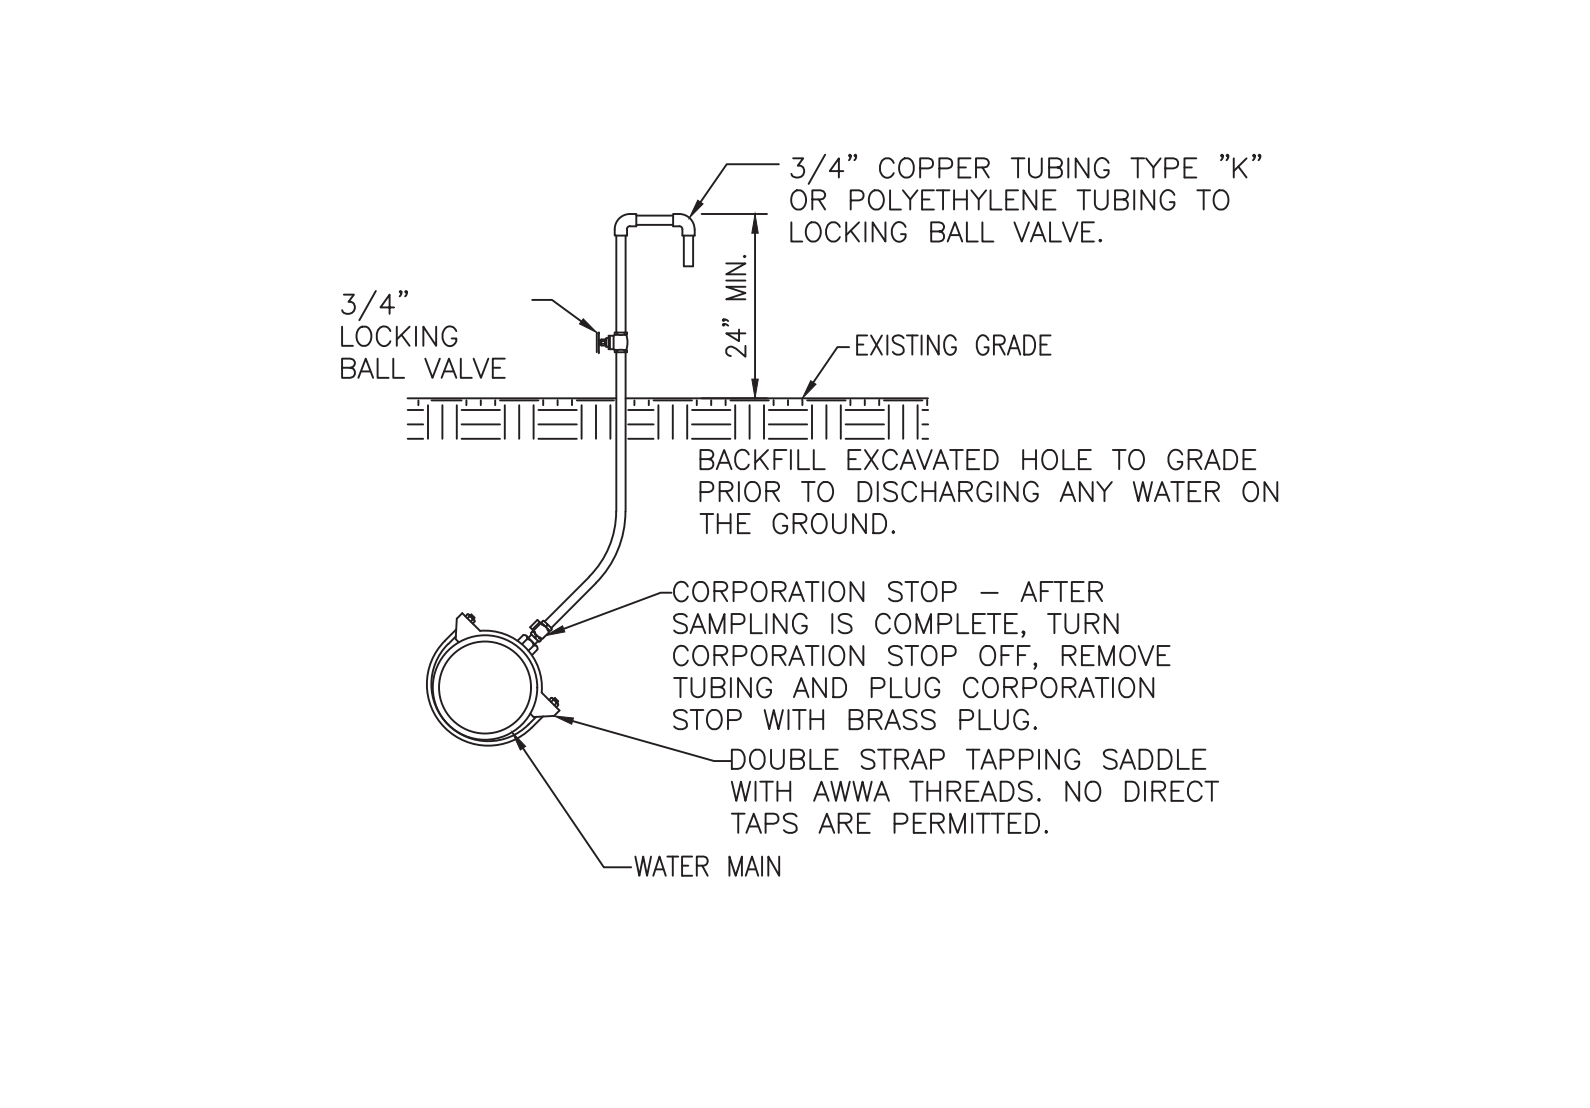 3/4” COPPER TUBING TYPE ”K”
OR POLYETHYLENE TUBING TO
LOCKING BALL VALVE.
24” MIN.
3/4”
LOCKING
BALL VALVE
EXISTING GRADE
BACKFILL EXCAVATED HOLE TO GRADE
PRIOR TO DISCHARGING ANY WATER ON
THE GROUND.
CORPORATION STOP – AFTER
SAMPLING IS COMPLETE, TURN
CORPORATION STOP OFF, REMOVE
TUBING AND PLUG CORPORATION
STOP WITH BRASS PLUG.
DOUBLE STRAP TAPPING SADDLE
WITH AWWA THREADS. NO DIRECT
TAPS ARE PERMITTED.
WATER MAIN